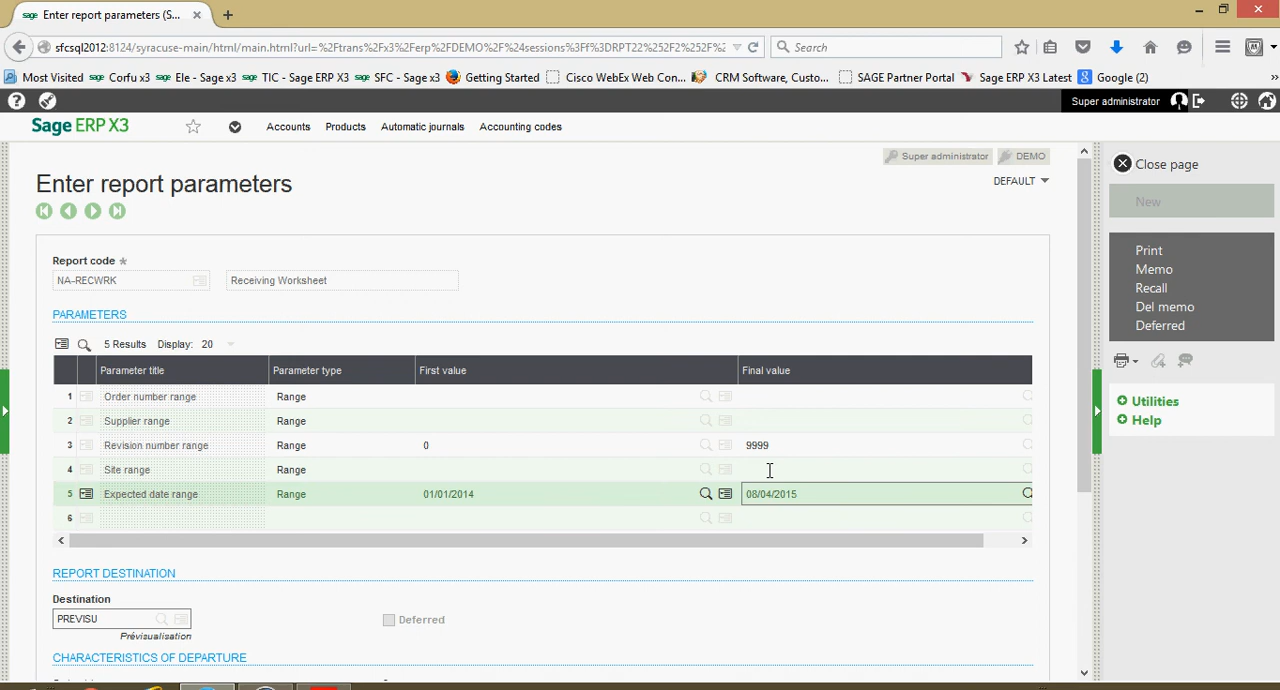 sage Enter report parameters (S... × +
sfcsql2012:8124/syracuse-main/html/main.html?url=%2Ftrans%2Fx3%2Ferp%2FDEMO%2F%24sessions%3Ff%3DRPT22%252F2%252F%2
Search
Most Visited sage Corfu x3 sage Ele - Sage x3 sage TIC - Sage ERP X3 sage SFC - Sage x3 Getting Started Cisco WebEx Web Con... CRM Software, Custo... SAGE Partner Portal Sage ERP X3 Latest Google (2) »
? Super administrator
Sage ERP X3 Accounts Products Automatic journals Accounting codes
Super administrator DEMO
DEFAULT
Enter report parameters
Report code *
NA-RECWRK Receiving Worksheet
PARAMETERS
5 Results Display: 20
Parameter title Parameter type First value Final value
1 Order number range Range
2 Supplier range Range
3 Revision number range Range 0 9999
4 Site range Range
5 Expected date range Range 01/01/2014 08/04/2015
6
REPORT DESTINATION
Destination
PREVISU Deferred
Prévisualisation
CHARACTERISTICS OF DEPARTURE
Close page
New
Print
Memo
Recall
Del memo
Deferred
Utilities
Help